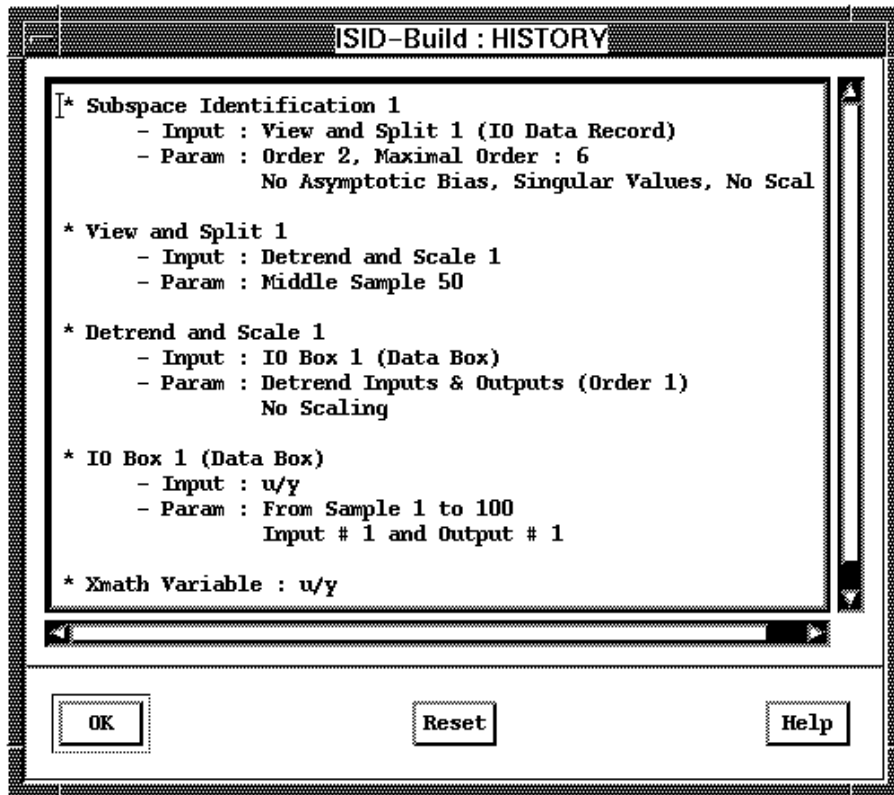 ISID-Build : HISTORY
* Subspace Identification 1
- Input : View and Split 1 (IO Data Record)
- Param : Order 2, Maximal Order : 6
No Asymptotic Bias, Singular Values, No Scal
* View and Split 1
- Input : Detrend and Scale 1
- Param : Middle Sample 50
* Detrend and Scale 1
- Input : IO Box 1 (Data Box)
- Param : Detrend Inputs & Outputs (Order 1)
No Scaling
* IO Box 1 (Data Box)
- Input : u/y
- Param : From Sample 1 to 100
Input # 1 and Output # 1
* Xmath Variable : u/y
OK Reset Help